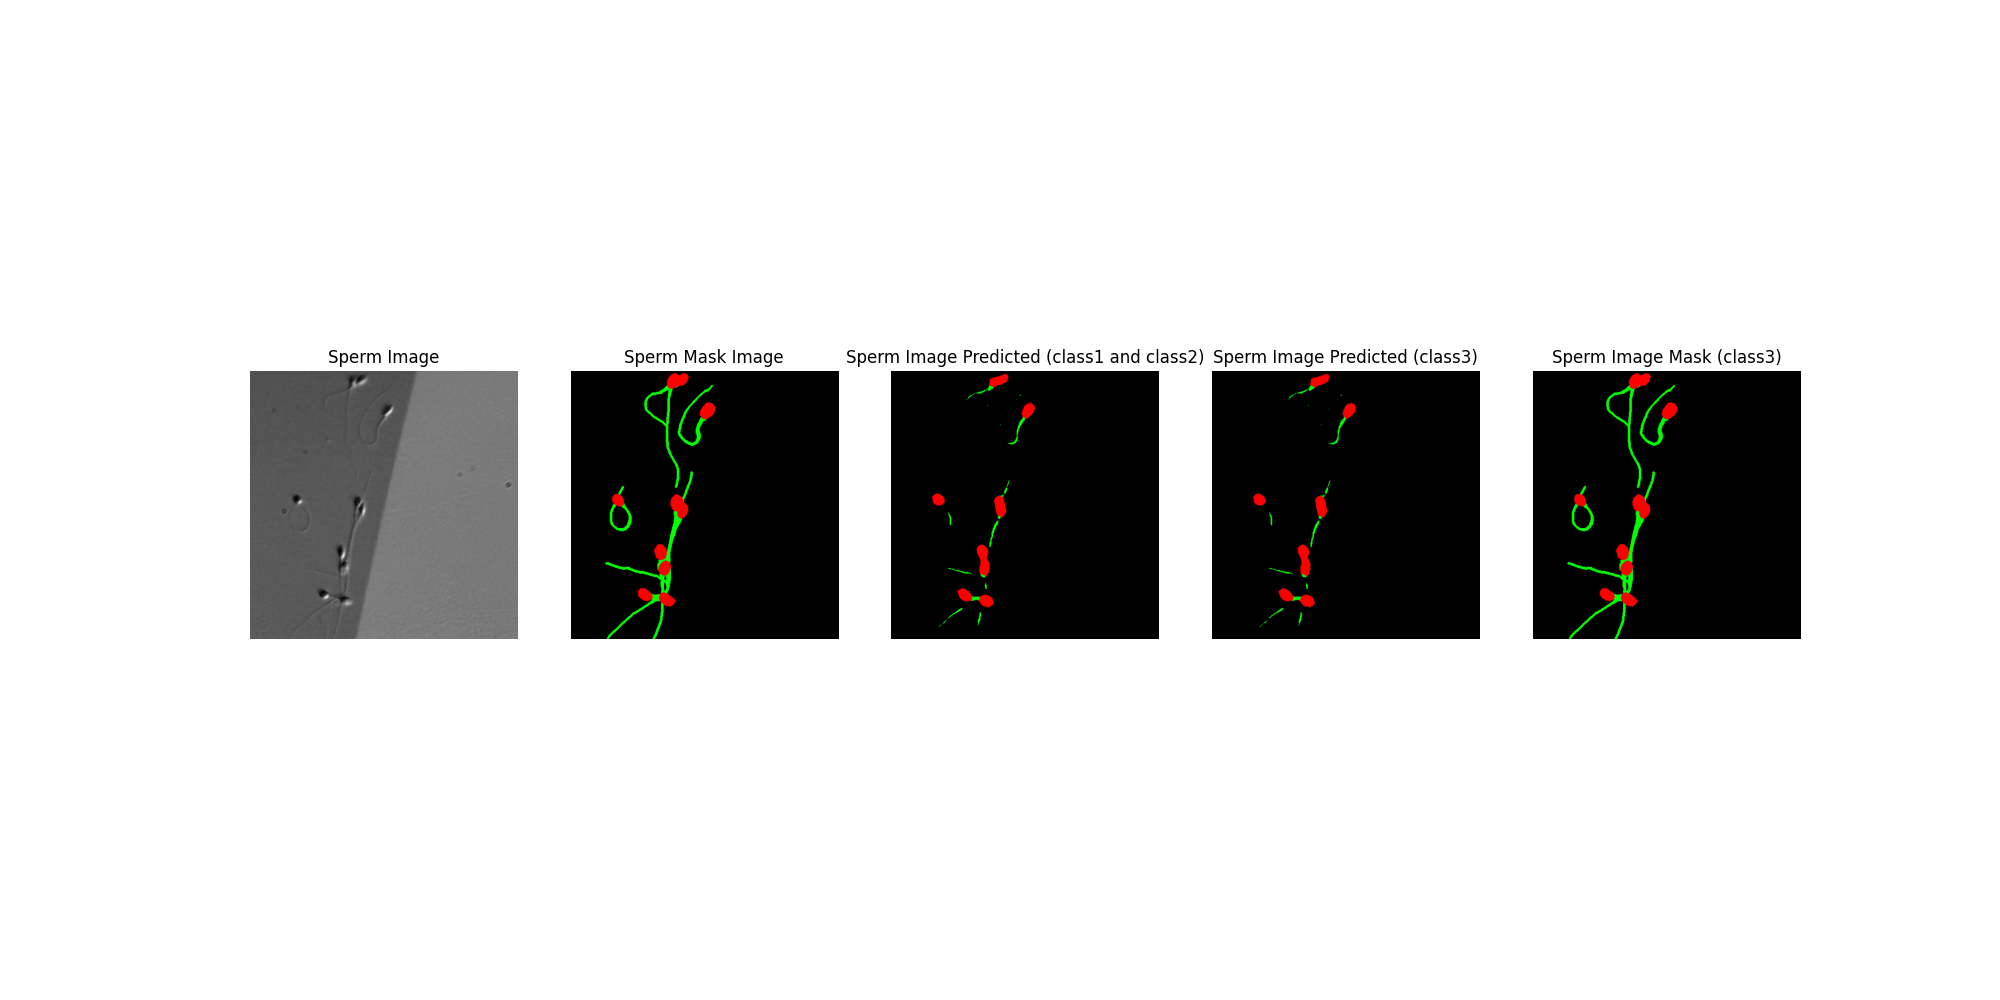 Sperm Image
Sperm Mask Image
Sperm Image Predicted (class1 and class2)
Sperm Image Predicted (class3)
Sperm Image Mask (class3)